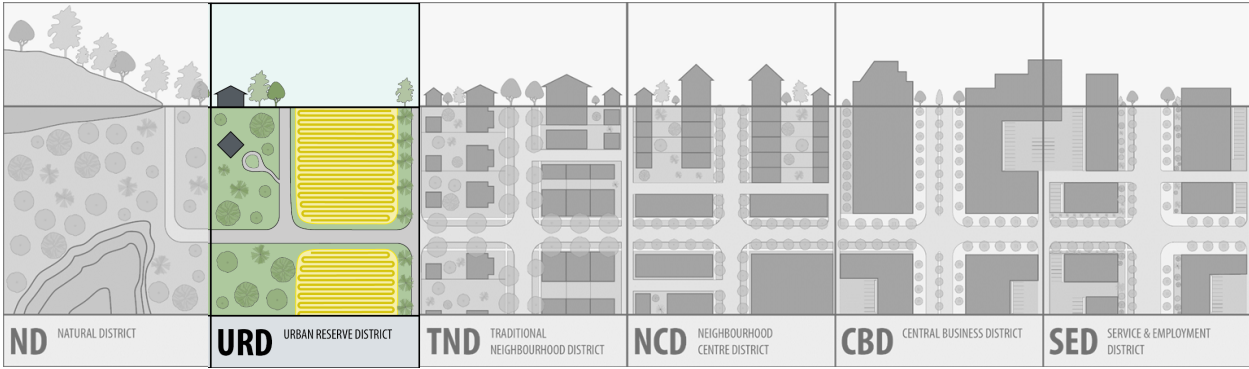 ND
NATURAL DISTRICT
URD
URBAN RESERVE DISTRICT
TND
TRADITIONAL
NEIGHBOURHOOD DISTRICT
NCD
NEIGHBOURHOOD
CENTRE DISTRICT
CBD
CENTRAL BUSINESS DISTRICT
SED
SERVICE & EMPLOYMENT
DISTRICT